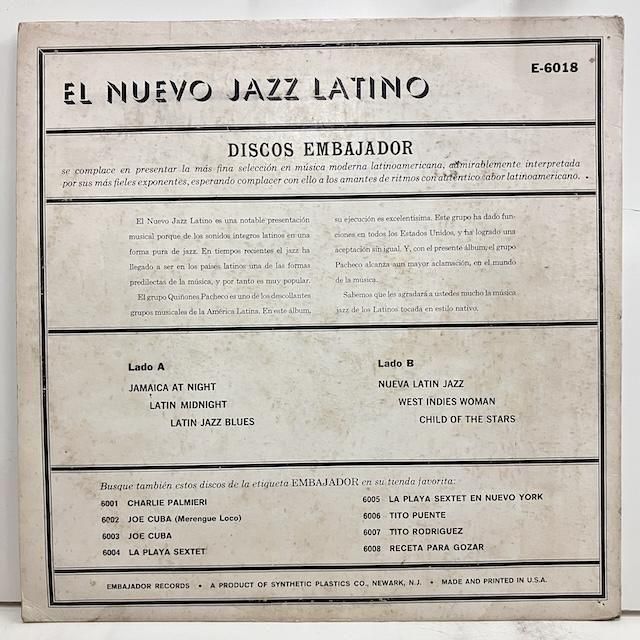 E-6018
EL NUEVO JAZZ LATINO
DISCOS EMBAJADOR
se complace en presentar la más fina selección en música moderna latinoamericana, admirablemente interpretada
por sus más fieles exponentes, esperando complacer con ello a los amantes de ritmos con auténtico sabor latinoamericano.
El Nuevo Jazz Latino es una notable presentación
musical porque de los sonidos integros latinos en una
forma pura de jazz. En tiempos recientes el jazz ha
llegado a ser en los paises latinos una de las formas
predilectas de la música, y por tanto es muy popular.
El grupo Quiñones Pacheco es uno de los descollantes
grupos musicales de la América Latina. En este álbum,
su ejecución es excelentísima. Este grupo ha dado fun-
ciones en todos los Estados Unidos, y ha logrado una
aceptación sin igual. Y, con el presente álbum, el grupo
Pacheco alcanza aun mayor aclamación, en el mundo
de la música.
Sabemos que les agradará a ustedes mucho la música
jazz de los Latinos tocada en estilo nativo.
Lado A
JAMAICA AT NIGHT
LATIN MIDNIGHT
LATIN JAZZ BLUES
Lado B
NUEVA LATIN JAZZ
WEST INDIES WOMAN
CHILD OF THE STARS
Busque también estos discos de la etiqueta EMBAJADOR en su tienda favorita:
6001 CHARLIE PALMIERI
6002 JOE CUBA (Merengue Loco)
6003 JOE CUBA
6004 LA PLAYA SEXTET
6005 LA PLAYA SEXTET EN NUEVO YORK
6006 TITO PUENTE
6007 TITO RODRIGUEZ
6008 RECETA PARA GOZAR
EMBAJADOR RECORDS • A PRODUCT OF SYNTHETIC PLASTICS CO., NEWARK, N.J. • MADE AND PRINTED IN U.S.A.